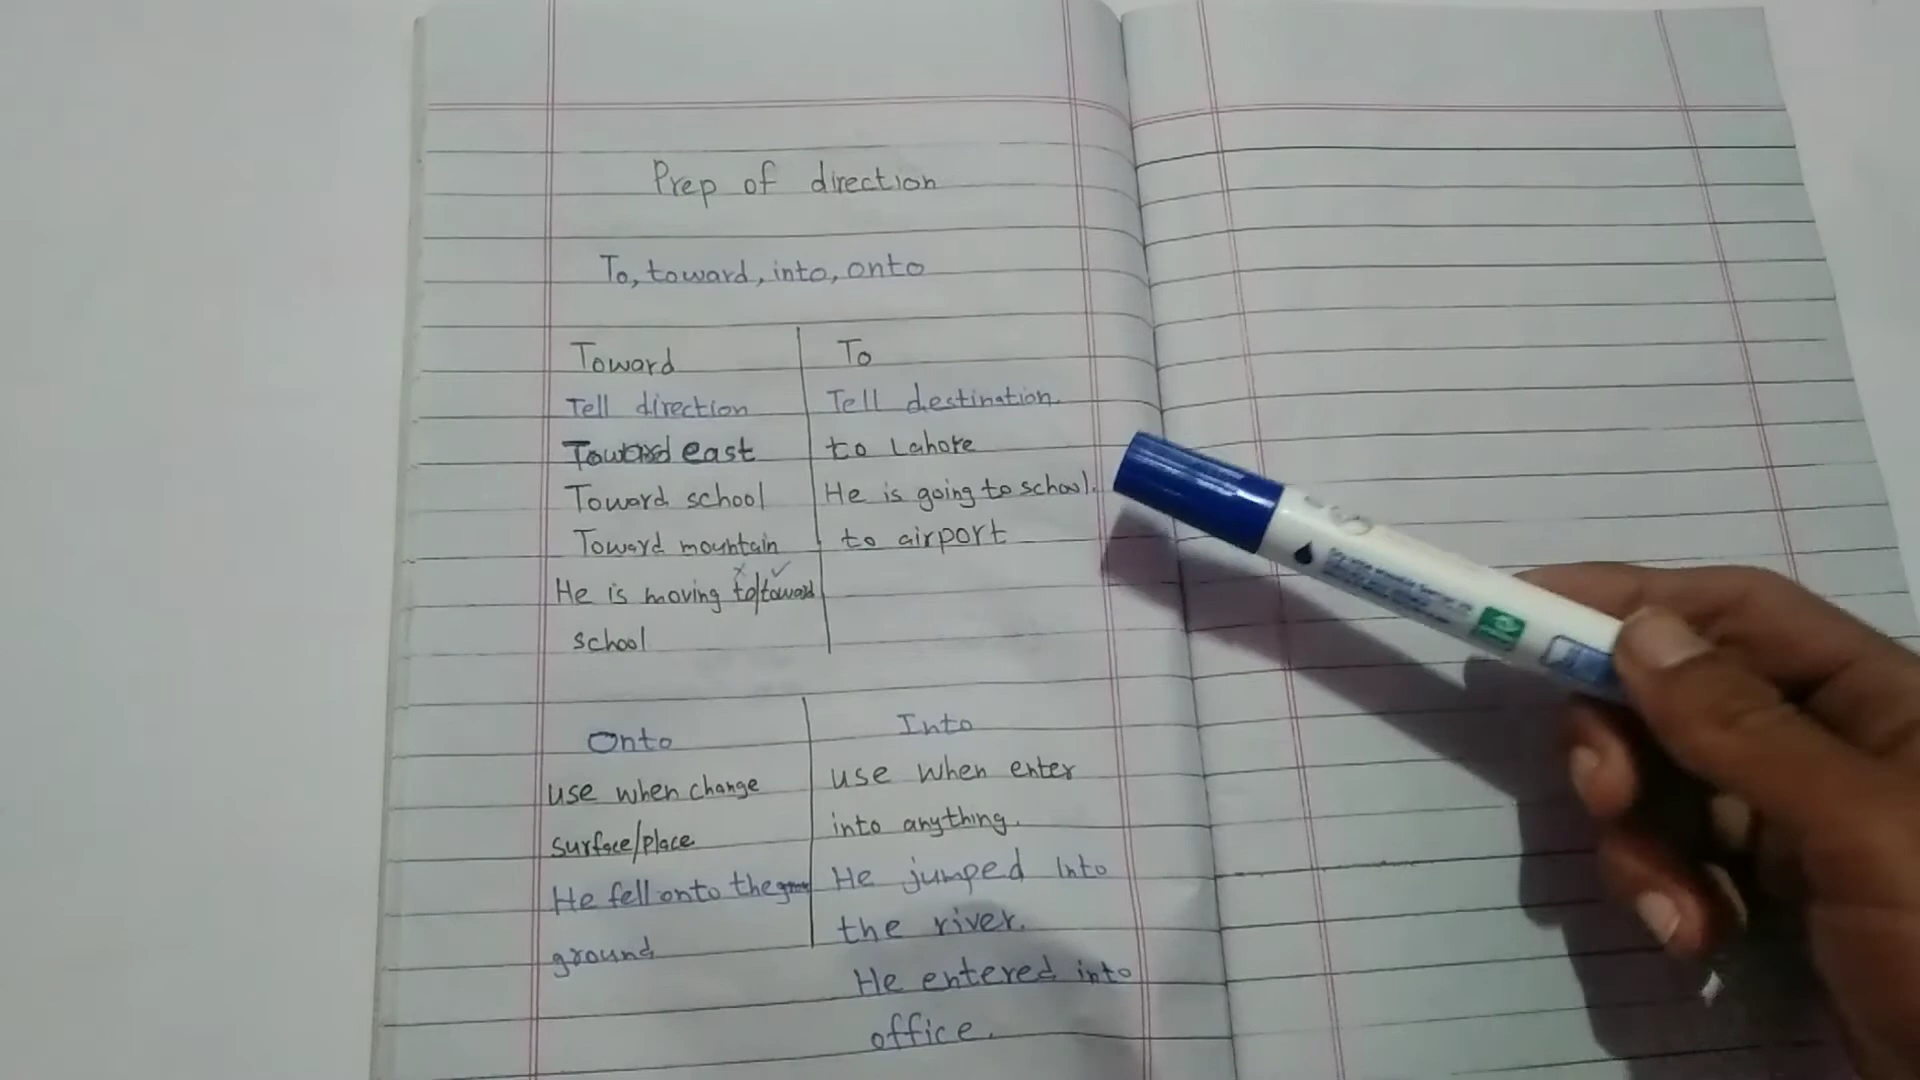 Prep of direction
To, toward, into, onto
Toward
Tell direction
Toward east
Toward school
Toward mountain
He is moving to/toward
school
To
Tell destination
to Lahore
He is going to school.
to airport
Onto
use when change
surface/place
He fell onto the
ground
Into
use when enter
into anything.
He jumped into
the river.
He entered into
office.